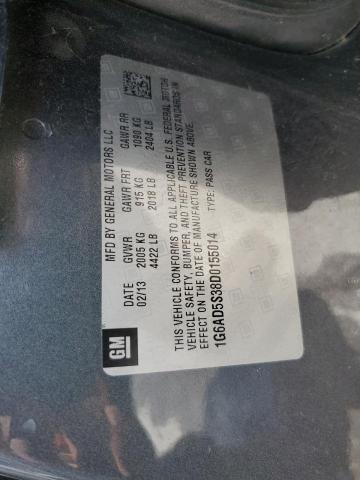 MFD BY GENERAL MOTORS LLC
DATE GVWR GAWR FRT GAWR RR
02/13 2005 KG 915 KG 1090 KG
4422 LB 2018 LB 2404 LB
THIS VEHICLE CONFORMS TO ALL APPLICABLE U.S. FEDERAL MOTOR
VEHICLE SAFETY, BUMPER, AND THEFT PREVENTION STANDARDS IN
EFFECT ON THE DATE OF MANUFACTURE SHOWN ABOVE.
1G6AD5S38D0155014 TYPE: PASS CAR
GM